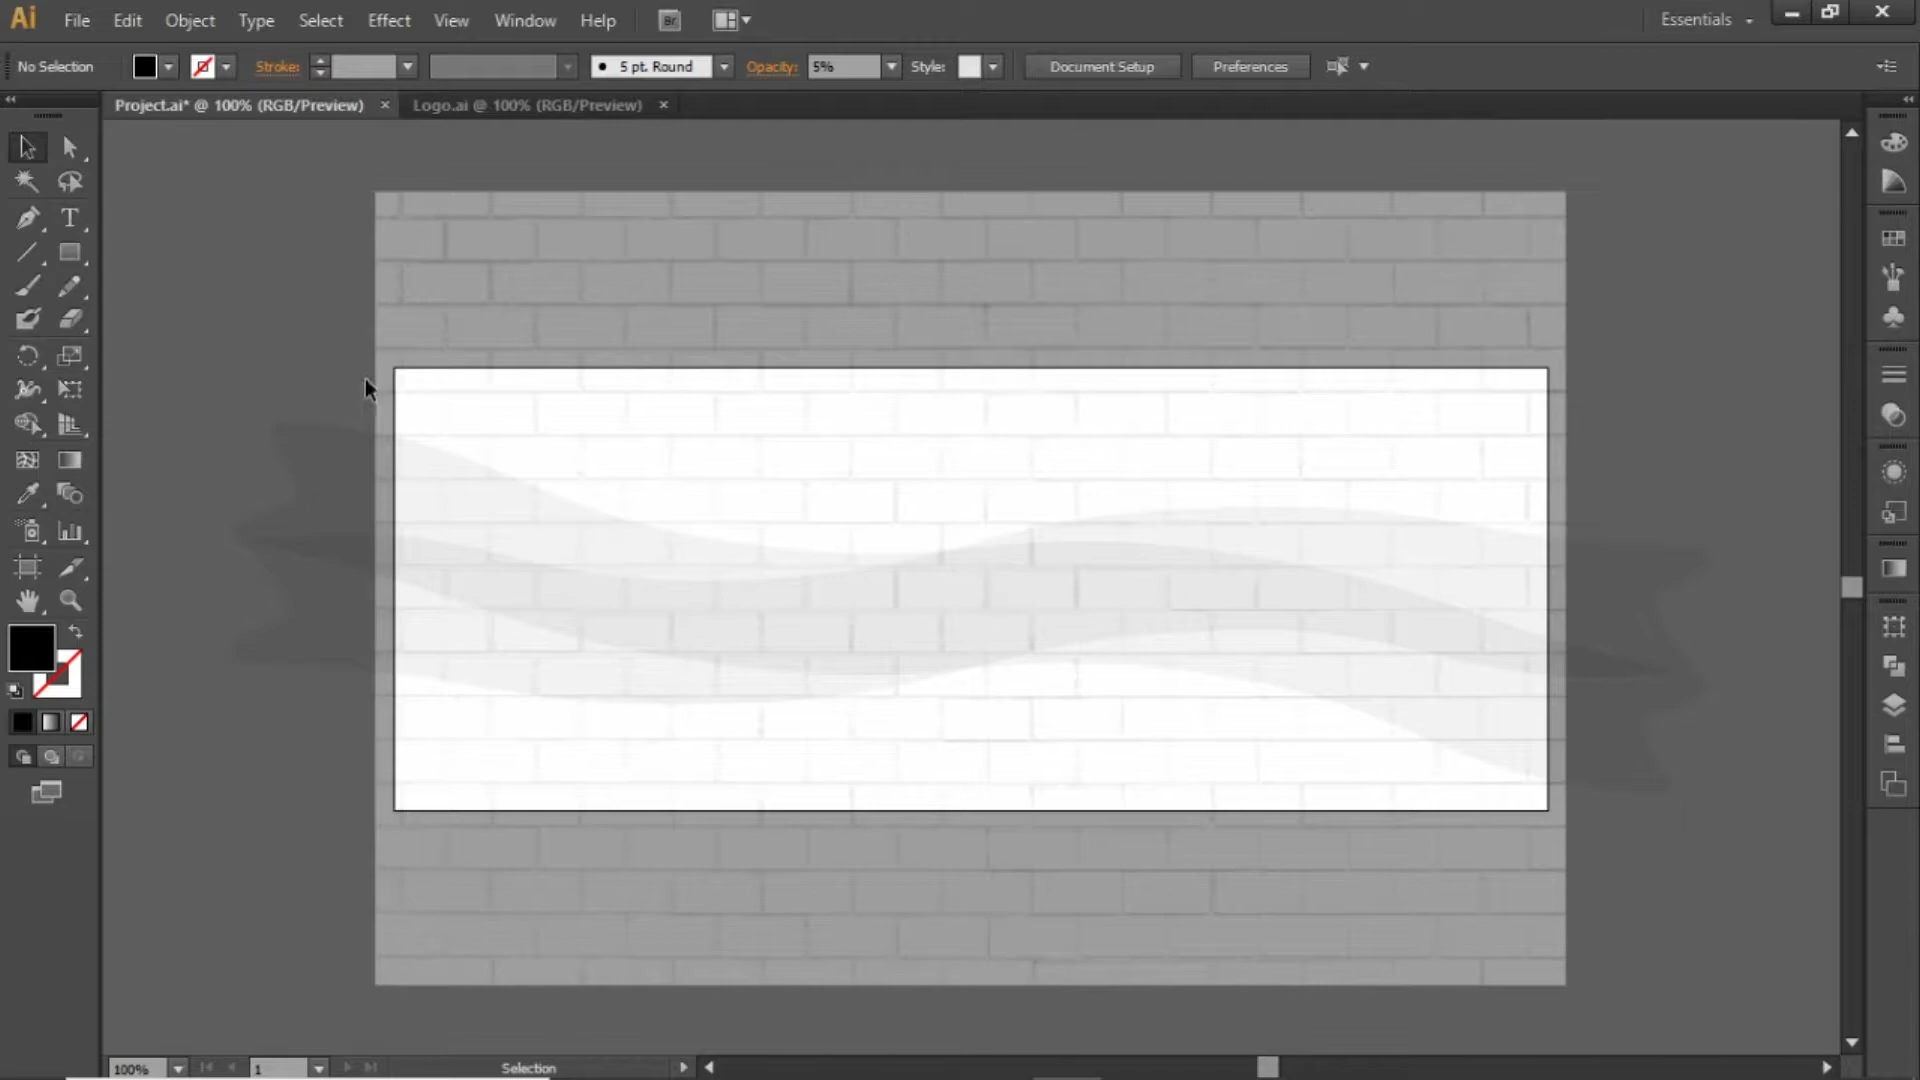 Ai File Edit Object Type Select Effect View Window Help Br Essentials
No Selection Stroke: 5 pt. Round Opacity: 5% Style: Document Setup Preferences
Project.ai* @ 100% (RGB/Preview) × Logo.ai @ 100% (RGB/Preview) ×
T
100% 1 Selection